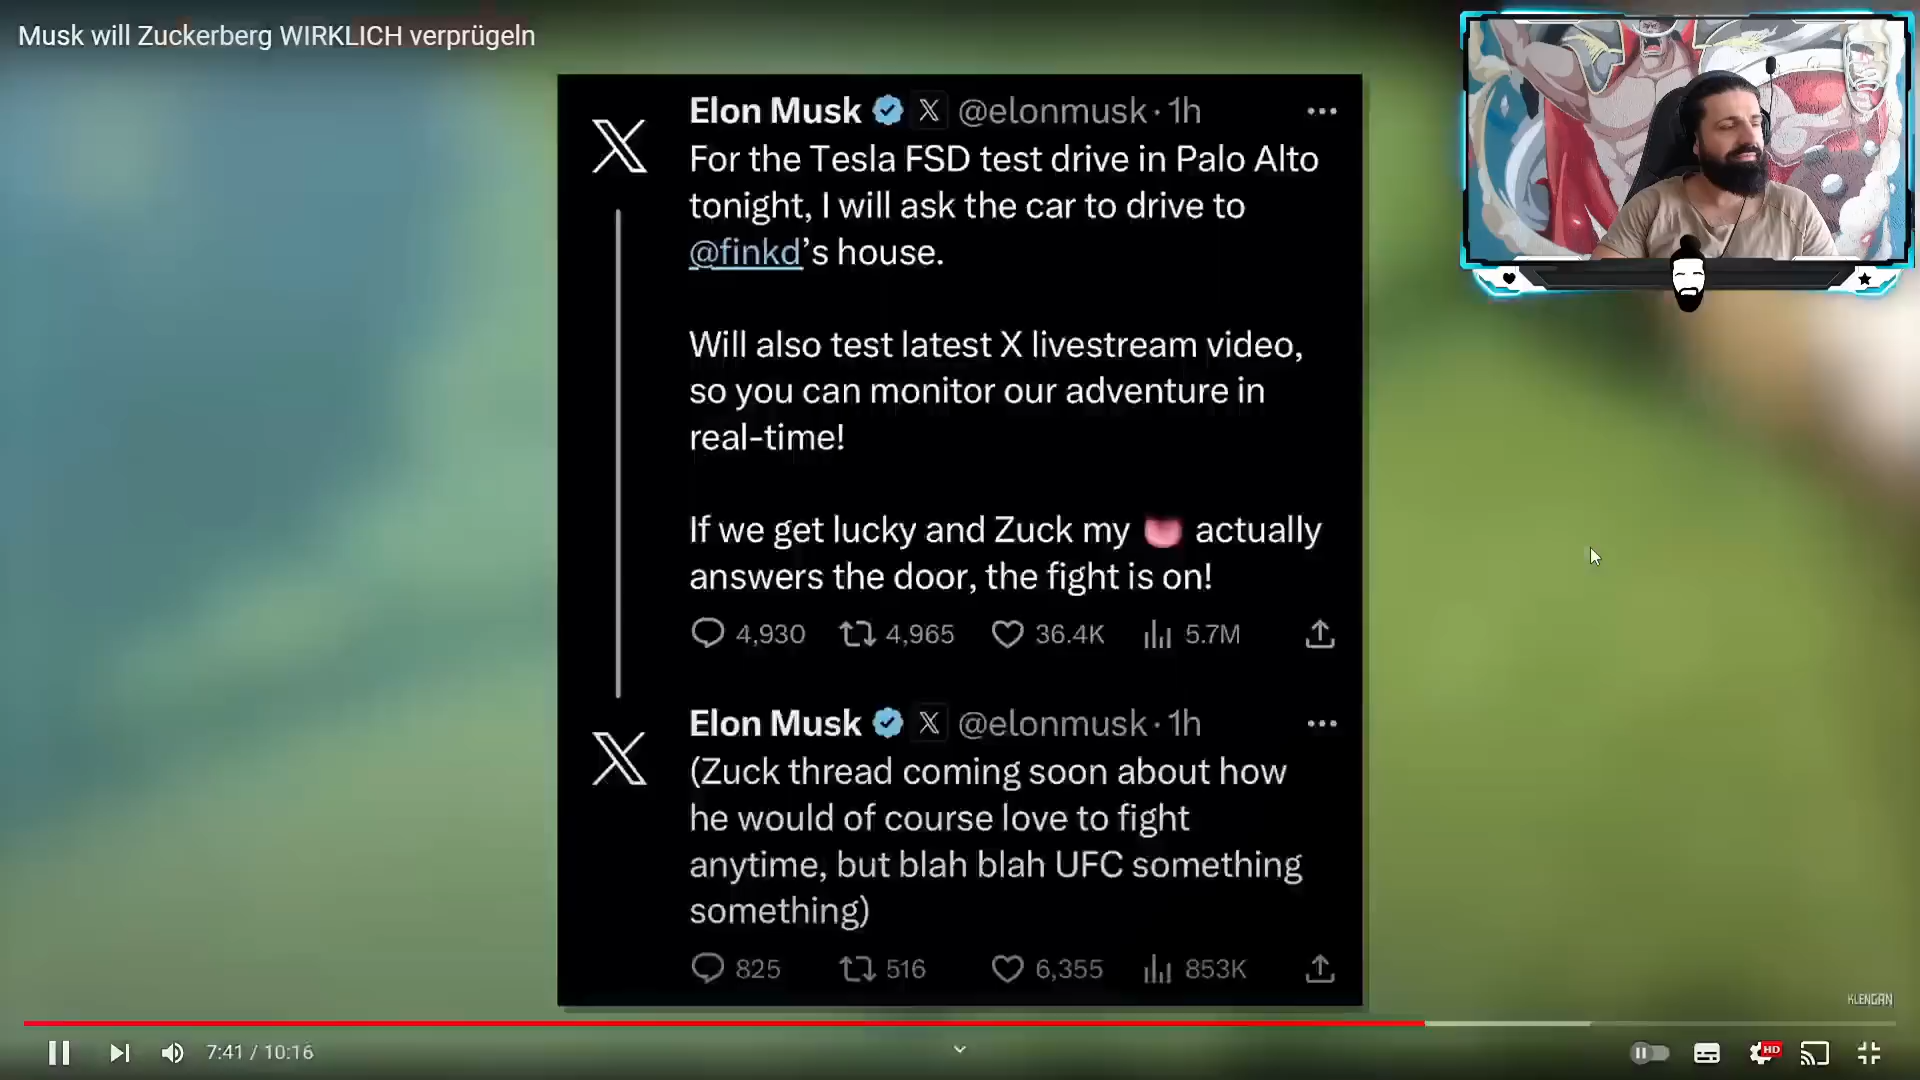 Musk will Zuckerberg WIRKLICH verprügeln
Elon Musk X @elonmusk · 1h
For the Tesla FSD test drive in Palo Alto
tonight, I will ask the car to drive to
@finkd’s house.
Will also test latest X livestream video,
so you can monitor our adventure in
real-time!
If we get lucky and Zuck my 👅 actually
answers the door, the fight is on!
4,930 4,965 36.4K 5.7M
Elon Musk X @elonmusk · 1h
(Zuck thread coming soon about how
he would of course love to fight
anytime, but blah blah UFC something
something)
825 516 6,355 853K
KLENGAN
7:41 / 10:16
HD